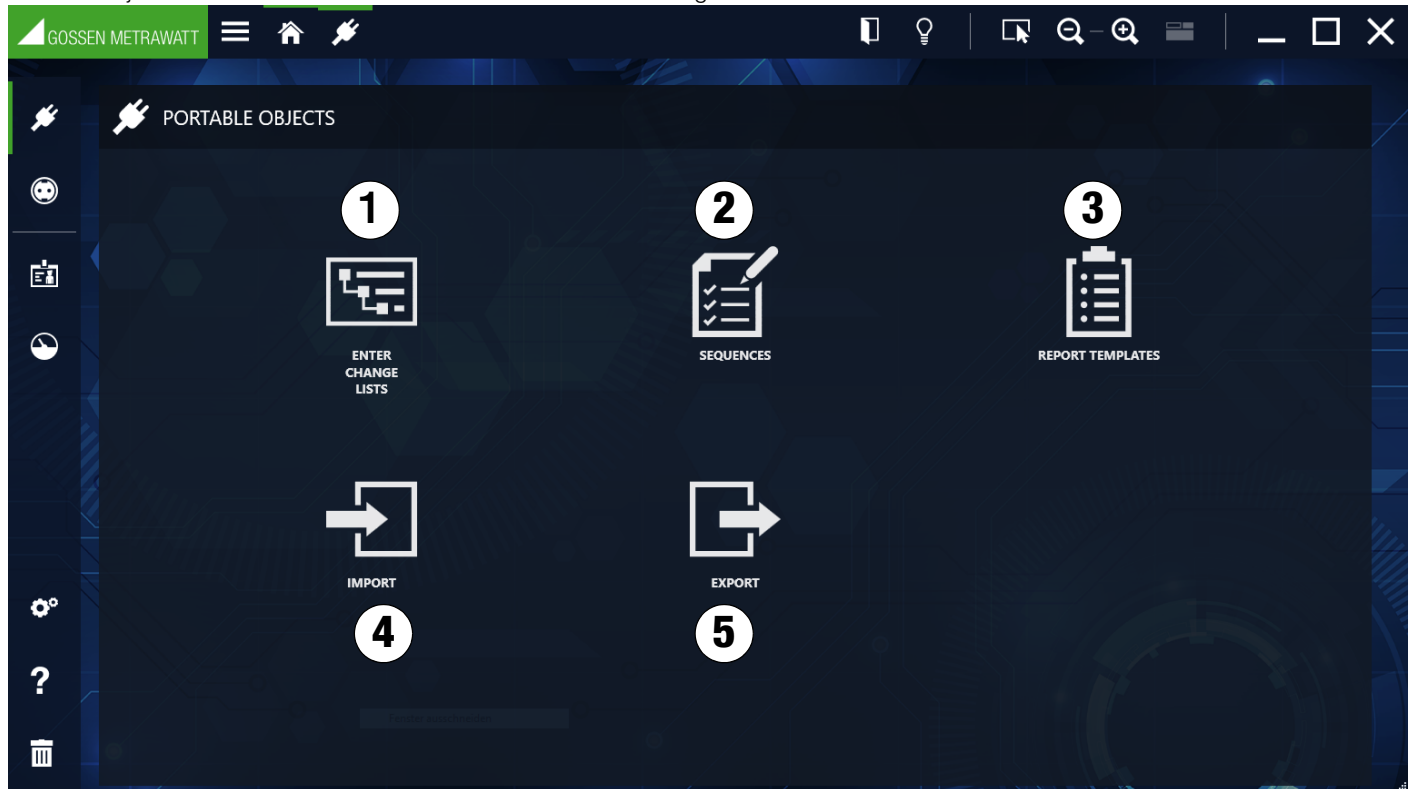 GOSSEN METRAWATT
PORTABLE OBJECTS
1
2
3
ENTER
CHANGE
LISTS
SEQUENCES
REPORT TEMPLATES
IMPORT
EXPORT
4
5
?